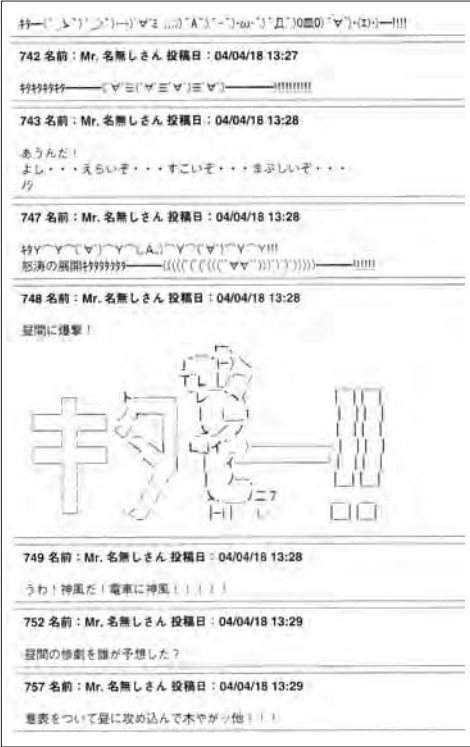 742 名前：Mr. 名無しさん 投稿日：04/04/18 13:27
ｷﾀｷﾀｷﾀｷﾀ━━━(ﾟ∀ﾟ≡(ﾟ∀ﾟ≡ﾟ∀ﾟ)≡ﾟ∀ﾟ)━━━━!!!!!!!!!!
743 名前：Mr. 名無しさん 投稿日：04/04/18 13:28
あうんだ！
よし・・・えらいぞ・・・すごいぞ・・・まぶしいぞ・・・
747 名前：Mr. 名無しさん 投稿日：04/04/18 13:28
怒涛の展開ｷﾀ
748 名前：Mr. 名無しさん 投稿日：04/04/18 13:28
昼間に爆撃！
キタ
749 名前：Mr. 名無しさん 投稿日：04/04/18 13:28
うわ！神風だ！電車に神風！！！！！
752 名前：Mr. 名無しさん 投稿日：04/04/18 13:29
昼間の惨劇を誰が予想した？
757 名前：Mr. 名無しさん 投稿日：04/04/18 13:29
意表をついて昼に攻め込んで木やがッ他！！！